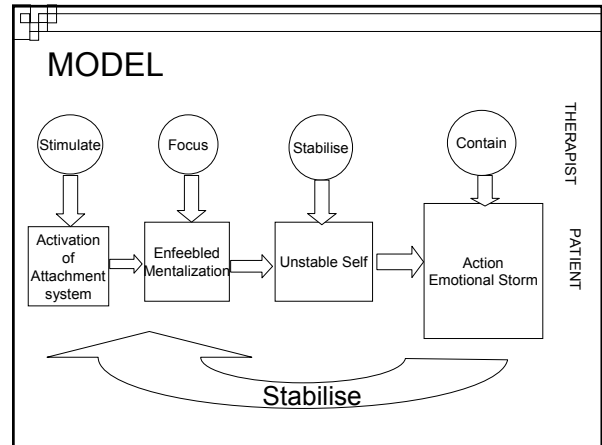 MODEL
THERAPIST
Stimulate
Focus
Stabilise
Contain
PATIENT
Activation
of
Attachment
system
Enfeebled
Mentalization
Unstable Self
Action
Emotional Storm
Stabilise